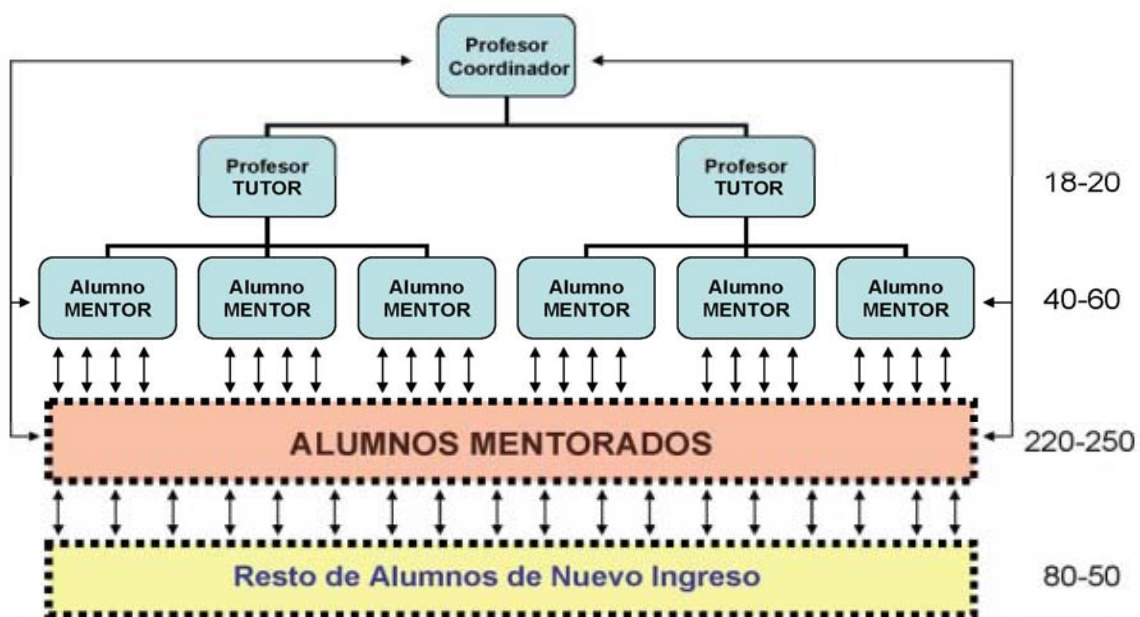 Profesor
Coordinador
Profesor
TUTOR
Profesor
TUTOR
18-20
Alumno
MENTOR
Alumno
MENTOR
Alumno
MENTOR
Alumno
MENTOR
Alumno
MENTOR
Alumno
MENTOR
40-60
ALUMNOS MENTORADOS
220-250
Resto de Alumnos de Nuevo Ingreso
80-50